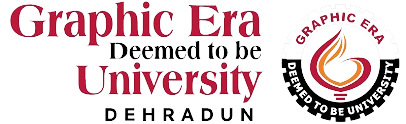 Graphic Era
Deemed to be
University
DEHRADUN
GRAPHIC ERA
DEEMED TO BE UNIVERSITY